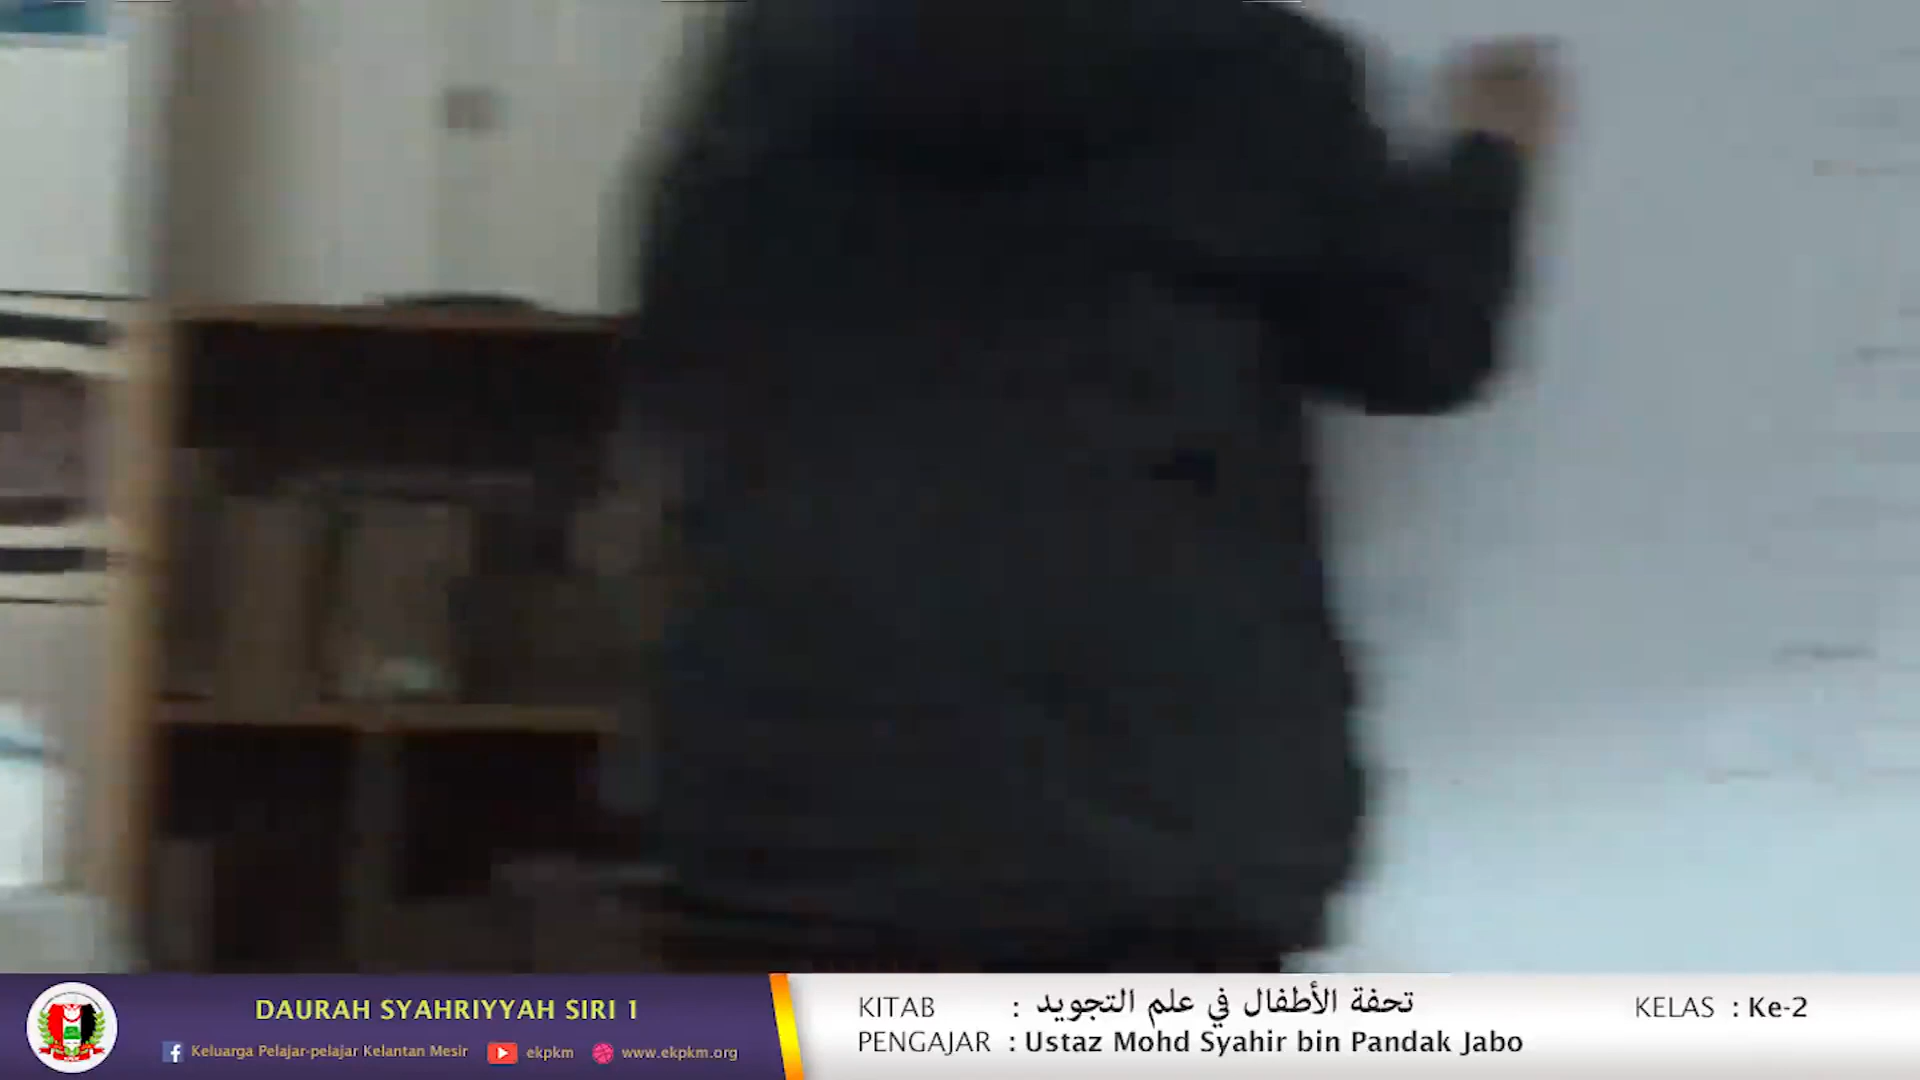 DAURAH SYAHRIYYAH SIRI 1
Keluarga Pelajar-pelajar Kelantan Mesir ekpkm www.ekpkm.org
KITAB : تحفة الأطفال في علم التجويد
PENGAJAR : Ustaz Mohd Syahir bin Pandak Jabo
KELAS : Ke-2